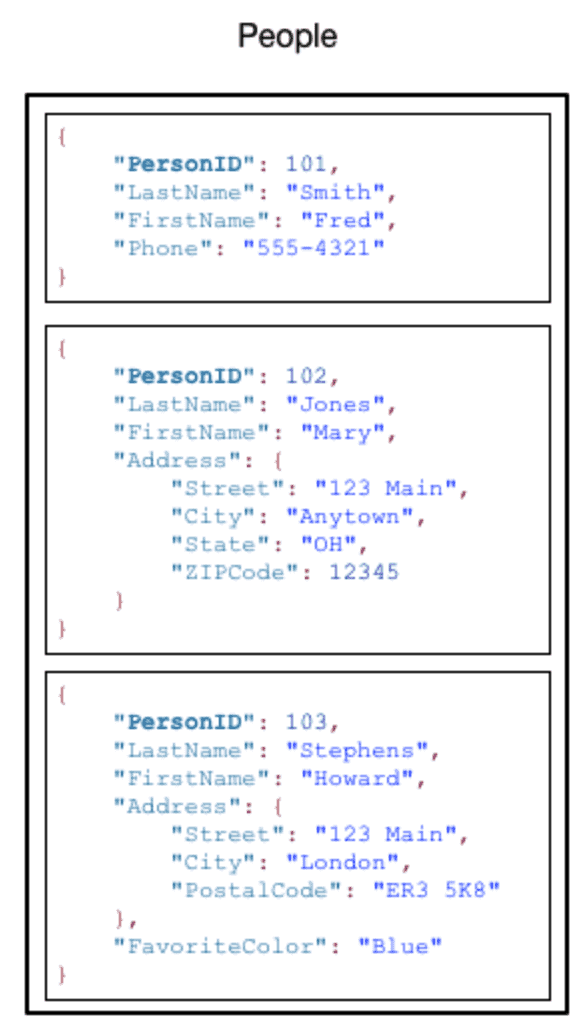 People
{
"PersonID": 101,
"LastName": "Smith",
"FirstName": "Fred",
"Phone": "555-4321"
}
{
"PersonID": 102,
"LastName": "Jones",
"FirstName": "Mary",
"Address": {
"Street": "123 Main",
"City": "Anytown",
"State": "OH",
"ZIPCode": 12345
}
}
{
"PersonID": 103,
"LastName": "Stephens",
"FirstName": "Howard",
"Address": {
"Street": "123 Main",
"City": "London",
"PostalCode": "ER3 5K8"
},
"FavoriteColor": "Blue"
}